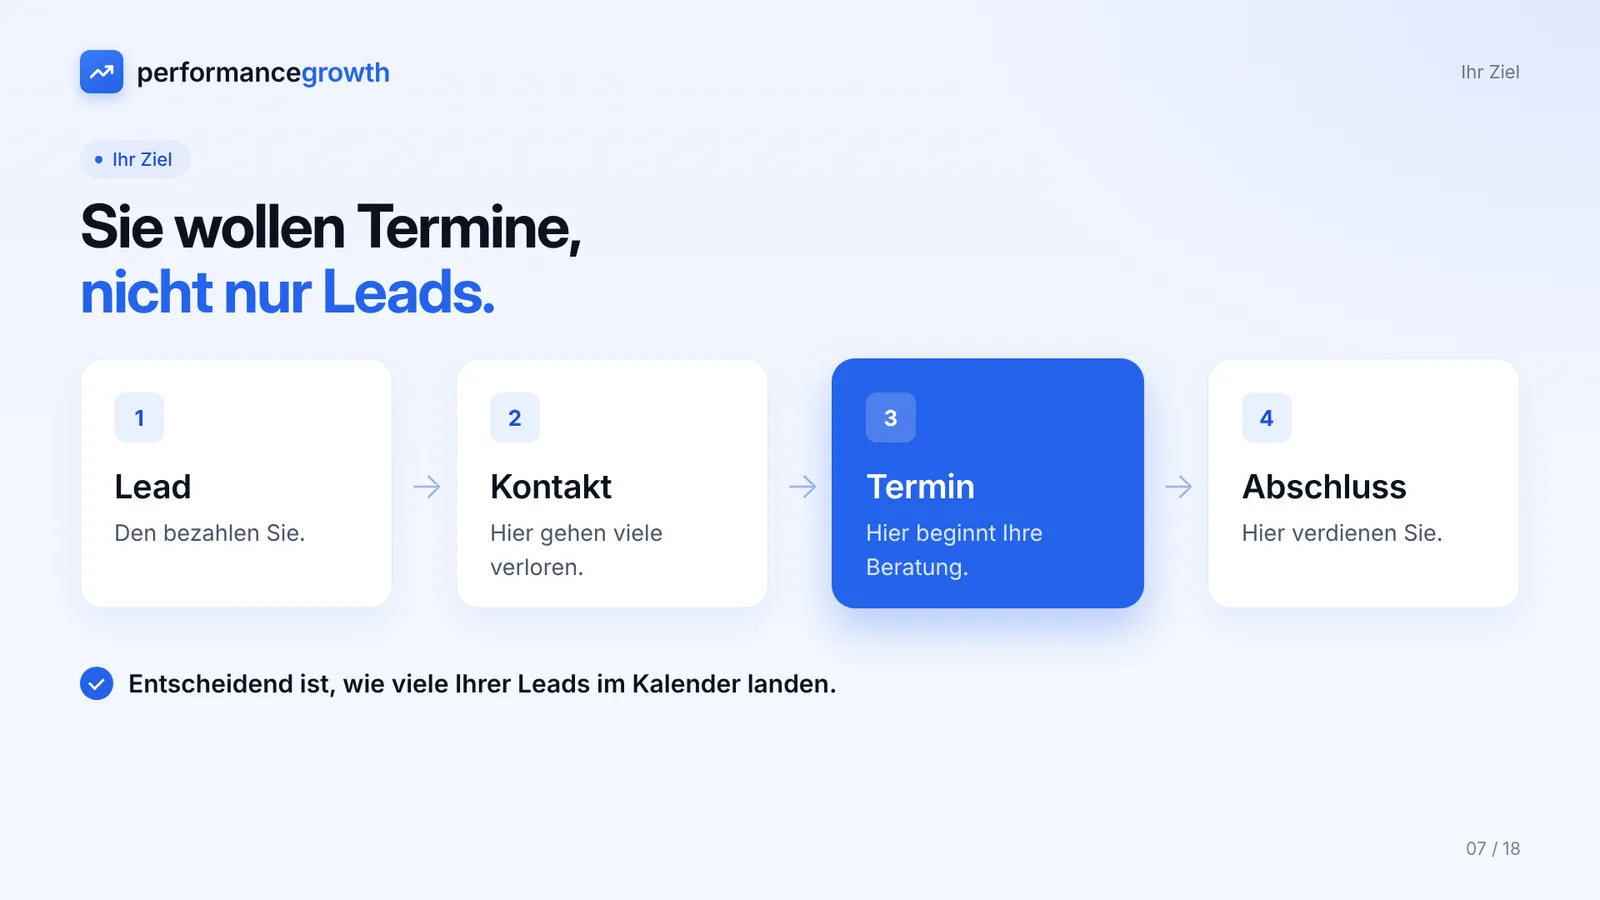 performancegrowth
Ihr Ziel
Ihr Ziel
Sie wollen Termine,
nicht nur Leads.
1
Lead
Den bezahlen Sie.
2
Kontakt
Hier gehen viele
verloren.
3
Termin
Hier beginnt Ihre
Beratung.
4
Abschluss
Hier verdienen Sie.
Entscheidend ist, wie viele Ihrer Leads im Kalender landen.
07 / 18